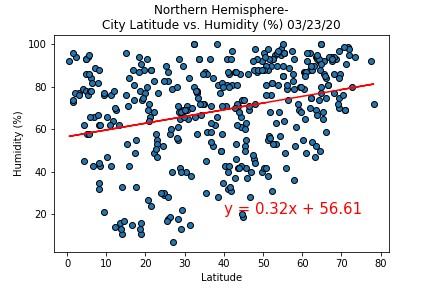 Northern Hemisphere-
City Latitude vs. Humidity (%) 03/23/20
100
80
60
40
20
Humidity (%)
y = 0.32x + 56.61
0 10 20 30 40 50 60 70 80
Latitude